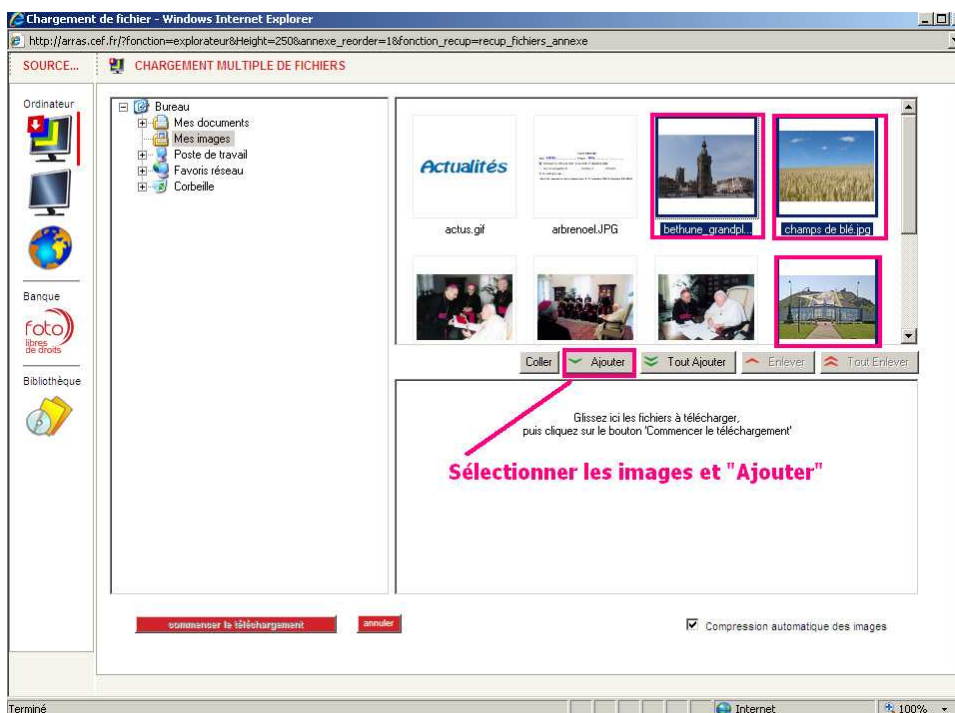 Chargement de fichier - Windows Internet Explorer
http://arras.cef.fr/?fonction=explorateur&Height=250&annexe_reorder=1&fonction_recup=recup_fichiers_annexe
SOURCE...
CHARGEMENT MULTIPLE DE FICHIERS
Ordinateur
Banque
foto
libres
de droits
Bibliothèque
Bureau
Mes documents
Mes images
Poste de travail
Favoris réseau
Corbeille
Actualités
actus.gif
arbrenoel.JPG
bethune_grandpl...
champs de blé.jpg
Coller
Ajouter
Tout Ajouter
Enlever
Tout Enlever
Glissez ici les fichiers à télécharger,
puis cliquez sur le bouton 'Commencer le téléchargement'
Sélectionner les images et "Ajouter"
commencer le téléchargement
annuler
Compression automatique des images
Terminé
Internet
100%